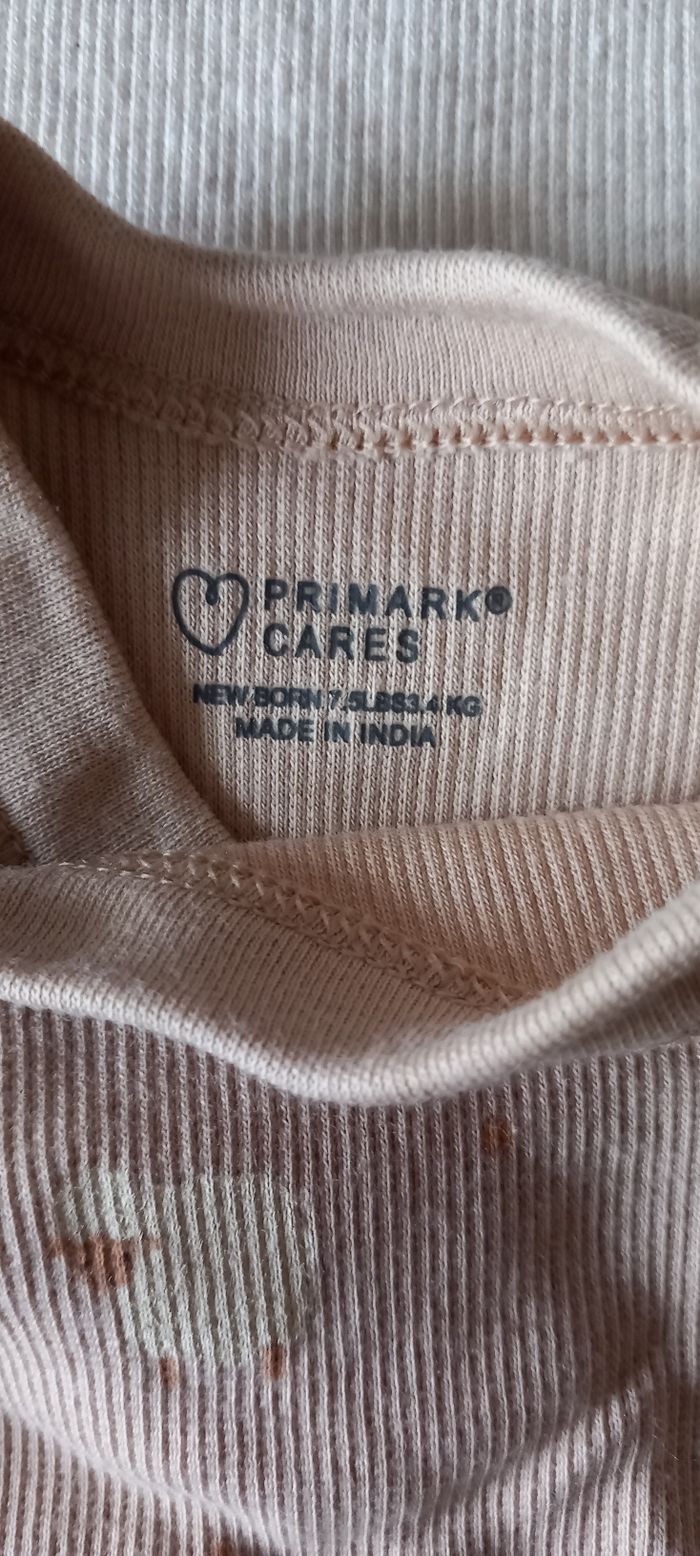 PRIMARK®
CARES
NEW BORN 7.5LBS3.4 KG
MADE IN INDIA